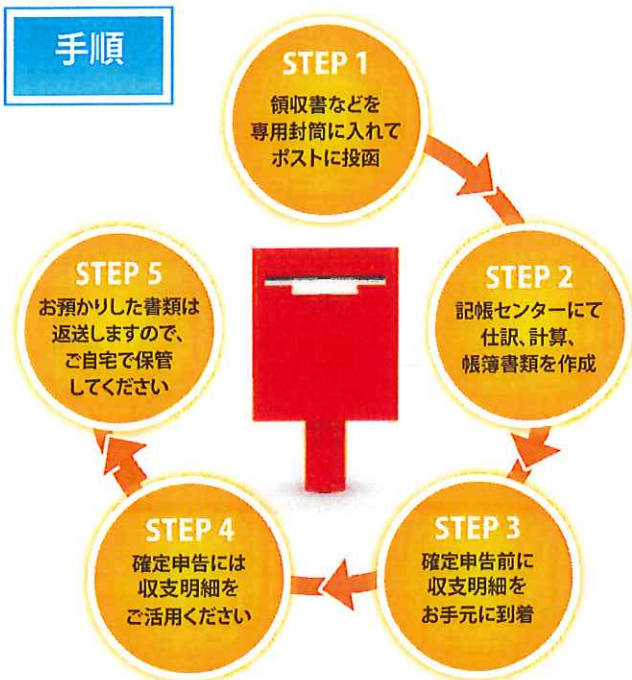 手順
STEP 1
領収書などを
専用封筒に入れて
ポストに投函
STEP 2
記帳センターにて
仕訳、計算、
帳簿書類を作成
STEP 3
確定申告前に
収支明細を
お手元に到着
STEP 4
確定申告には
収支明細を
ご活用ください
STEP 5
お預かりした書類は
返送しますので、
ご自宅で保管
してください